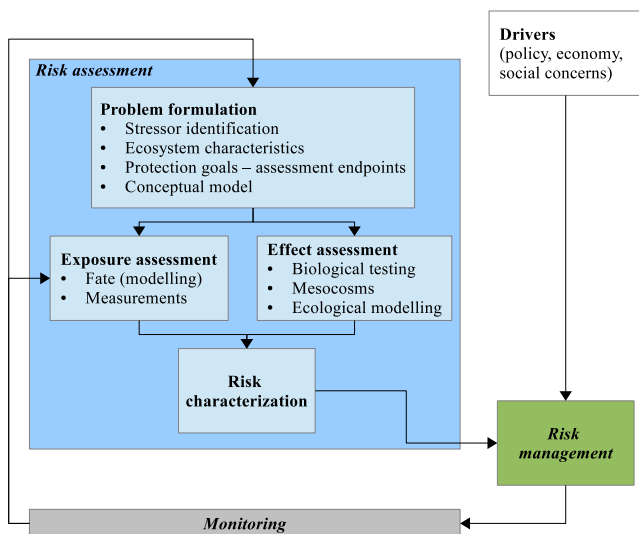 Drivers
(policy, economy,
social concerns)
Risk assessment
Problem formulation
• Stressor identification
• Ecosystem characteristics
• Protection goals – assessment endpoints
• Conceptual model
Exposure assessment
• Fate (modelling)
• Measurements
Effect assessment
• Biological testing
• Mesocosms
• Ecological modelling
Risk
characterization
Risk
management
Monitoring